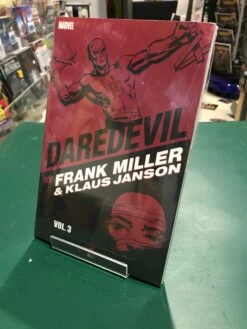 MARVEL
DAREDEVIL
BY
FRANK MILLER
& KLAUS JANSON
VOL. 3